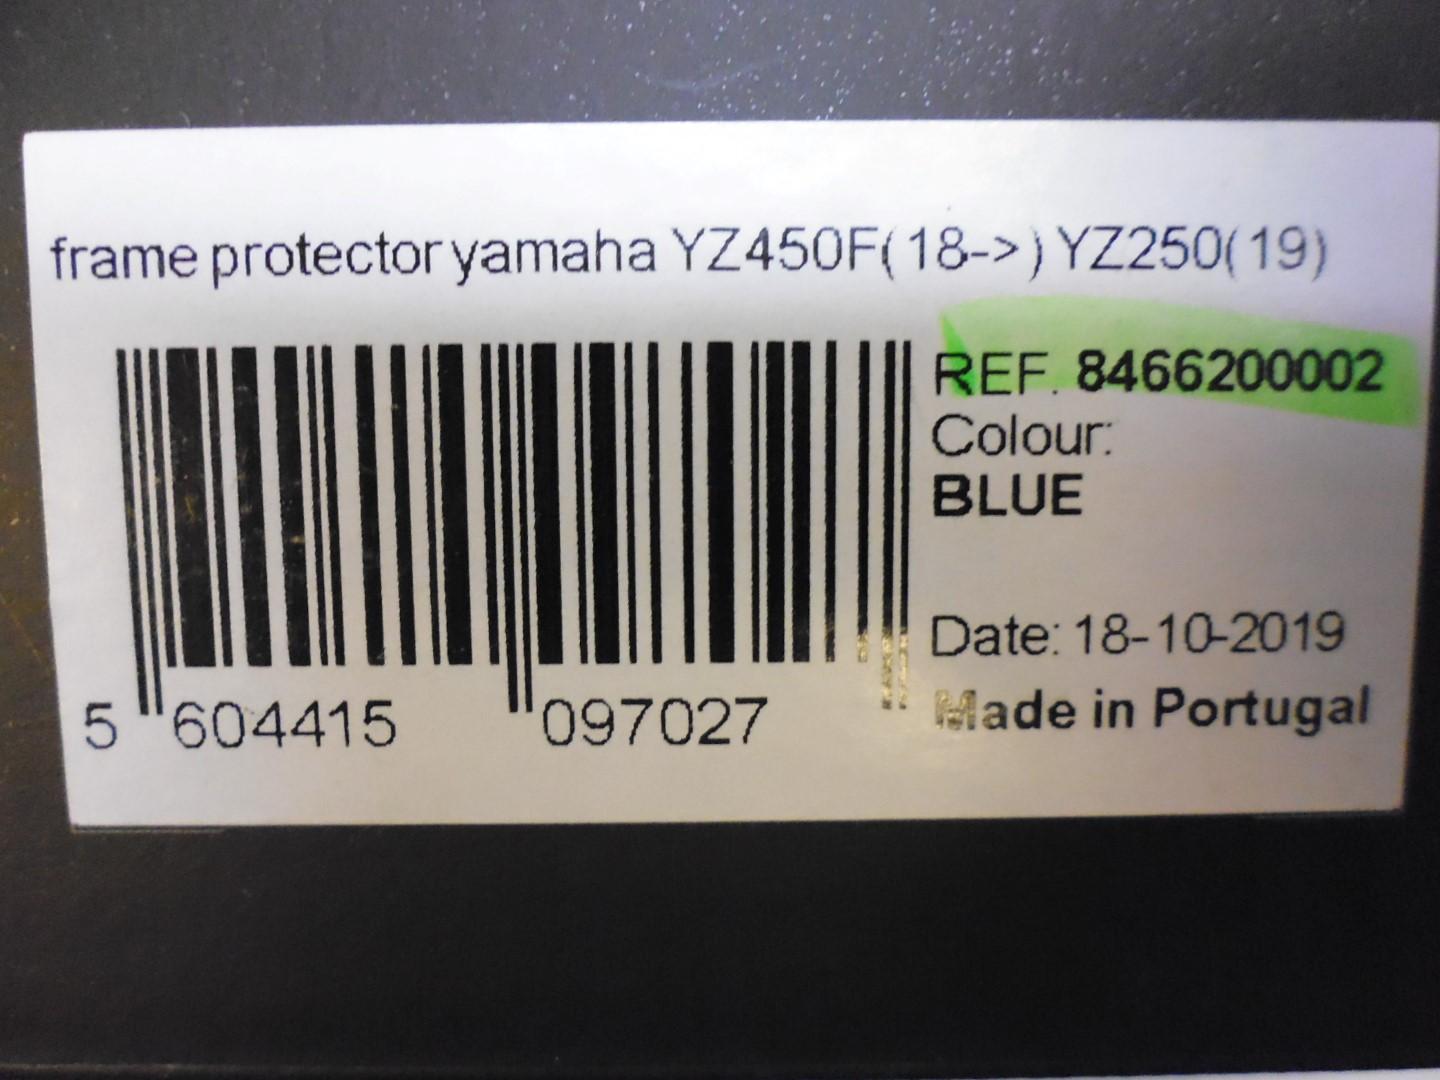 frame protector yamaha YZ450F(18->) YZ250(19)
REF. 8466200002
Colour:
BLUE
Date: 18-10-2019
Made in Portugal
5 604415 097027